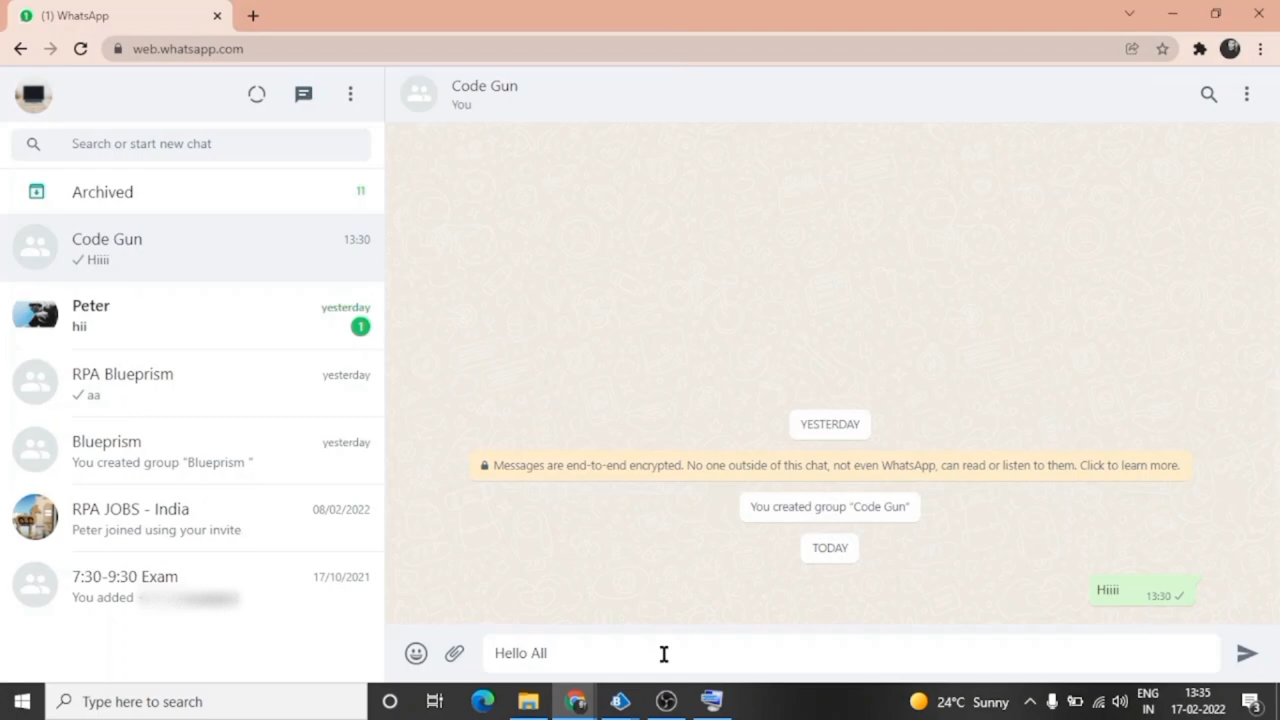 1 (1) WhatsApp
web.whatsapp.com
Search or start new chat
Archived 11
Code Gun 13:30
Hiiii
Peter yesterday
hii 1
RPA Blueprism yesterday
aa
Blueprism yesterday
You created group "Blueprism "
RPA JOBS - India 08/02/2022
Peter joined using your invite
7:30-9:30 Exam 17/10/2021
You added
Code Gun
You
YESTERDAY
Messages are end-to-end encrypted. No one outside of this chat, not even WhatsApp, can read or listen to them. Click to learn more.
You created group "Code Gun"
TODAY
Hiiii 13:30
Hello All
Type here to search
24°C Sunny
ENG
IN
13:35
17-02-2022
3